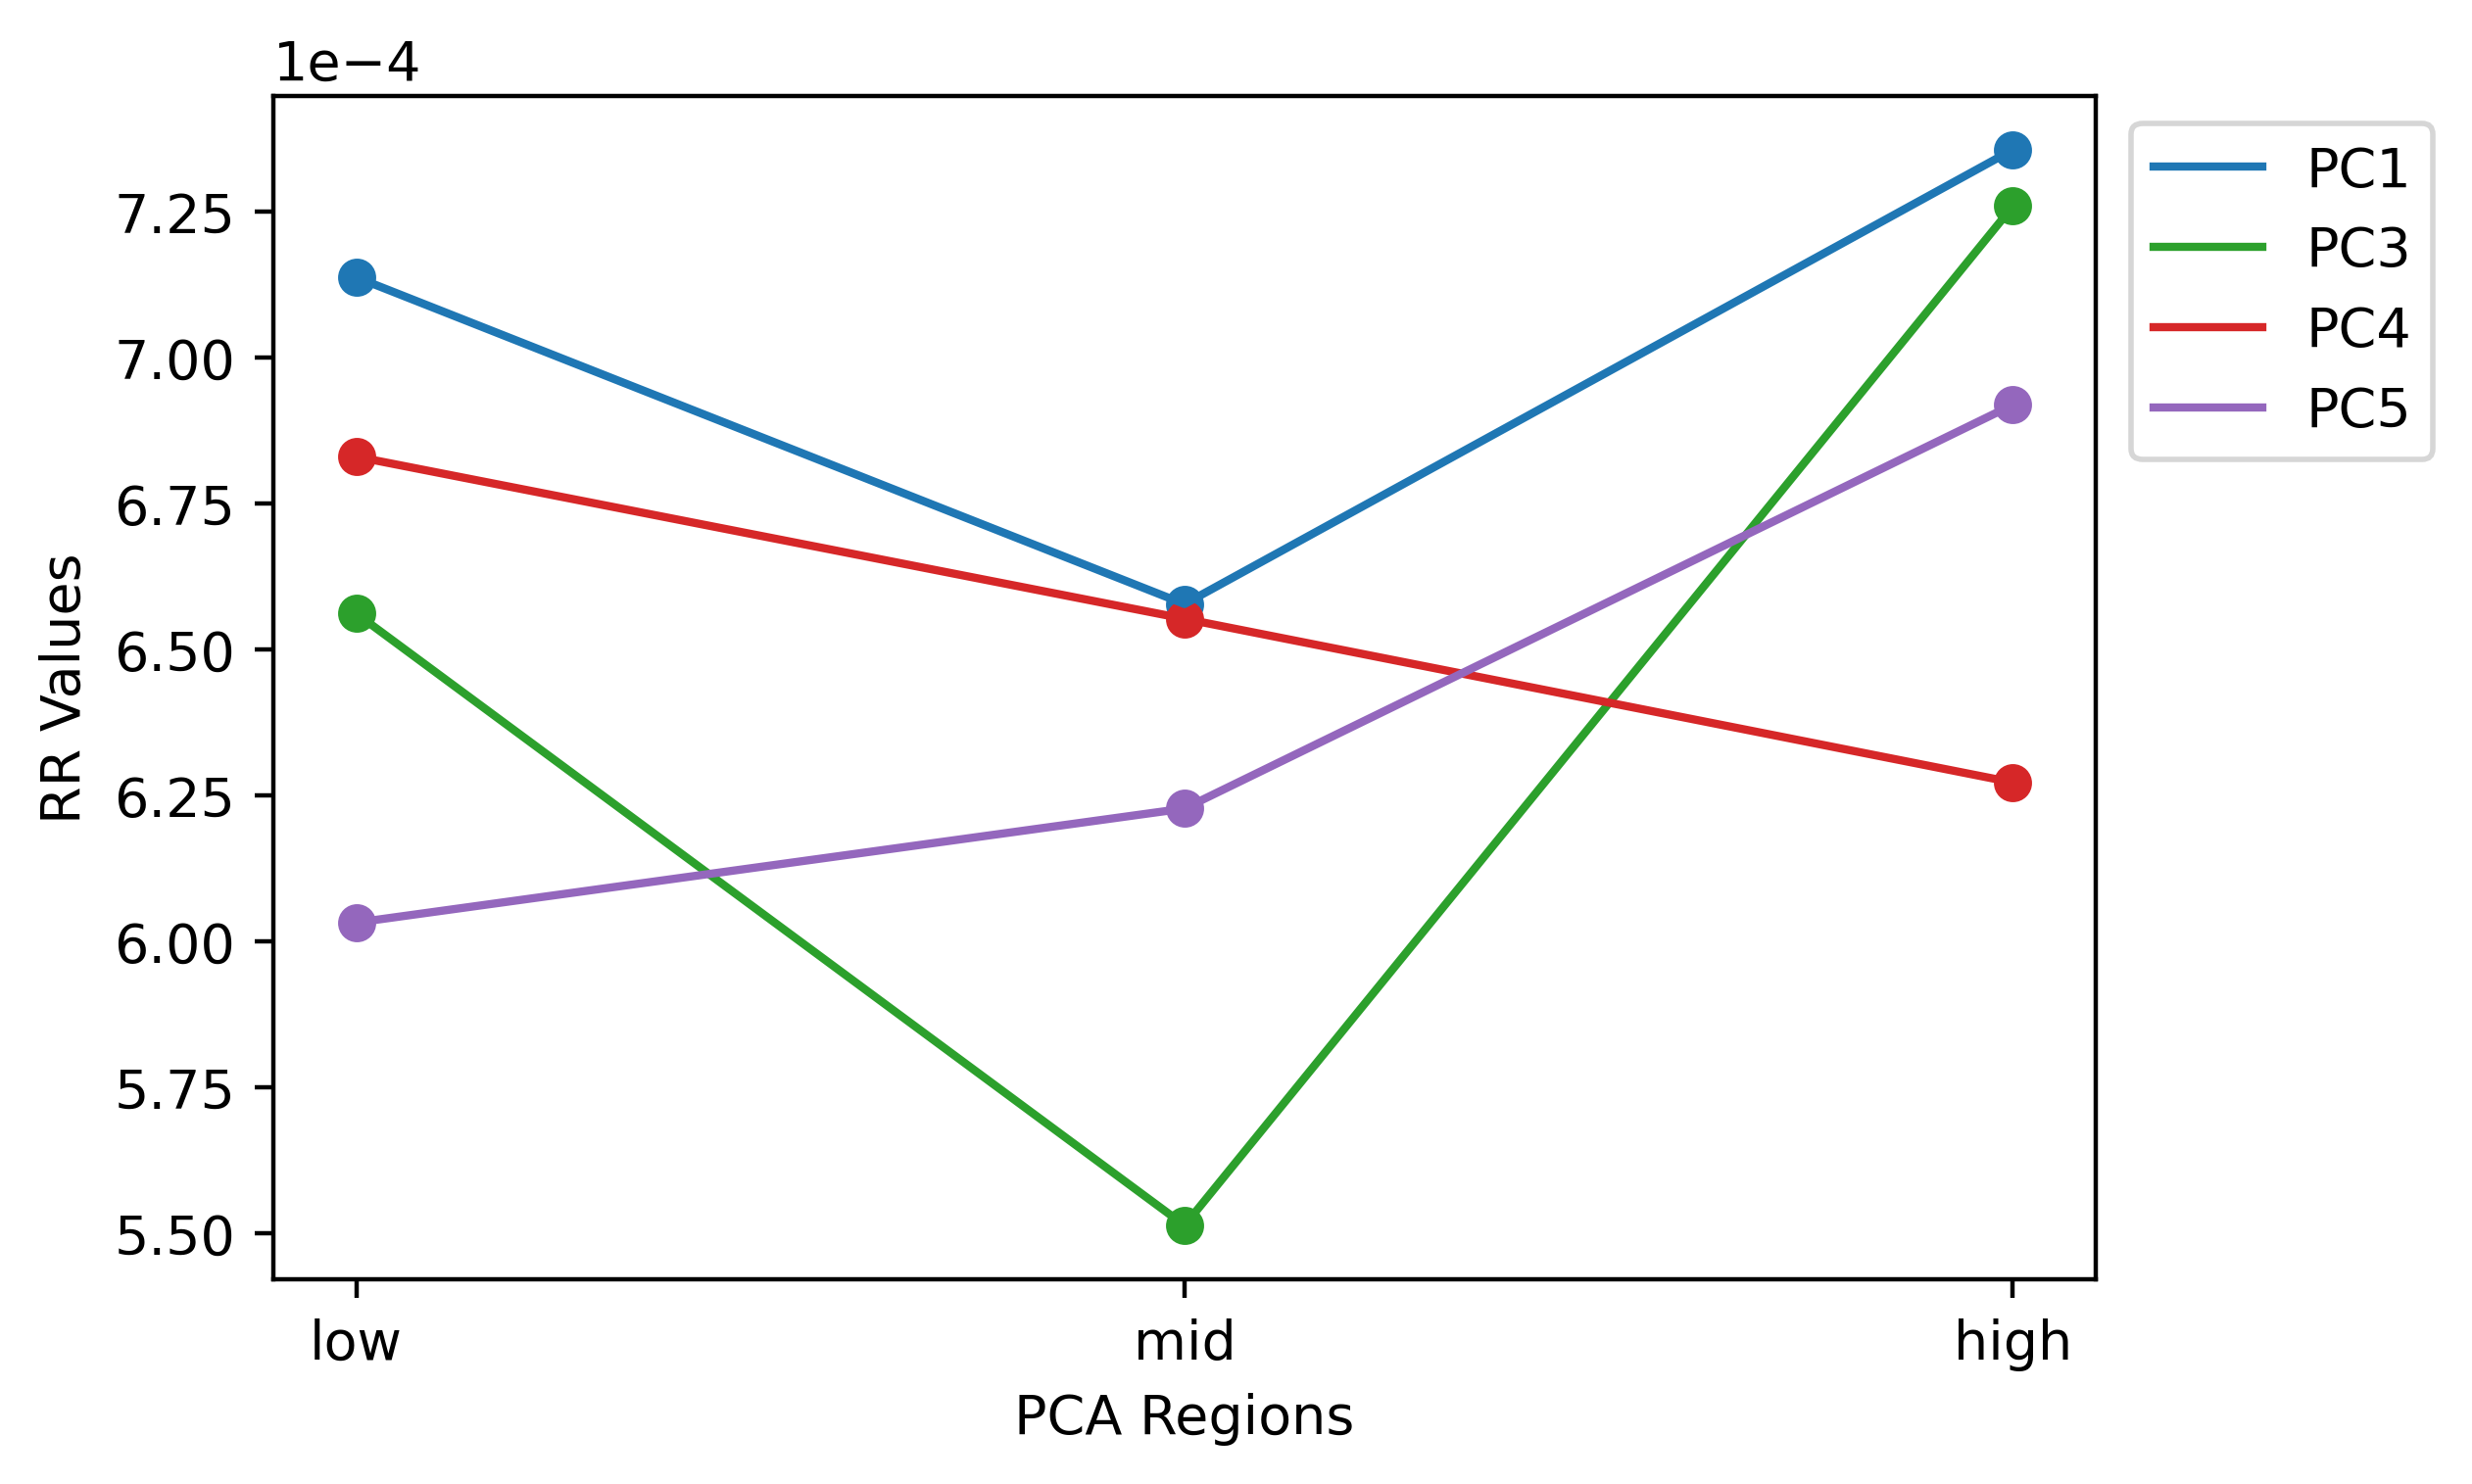 1e−4
7.25
7.00
6.75
6.50
6.25
6.00
5.75
5.50
RR Values
low mid high
PCA Regions
PC1
PC3
PC4
PC5